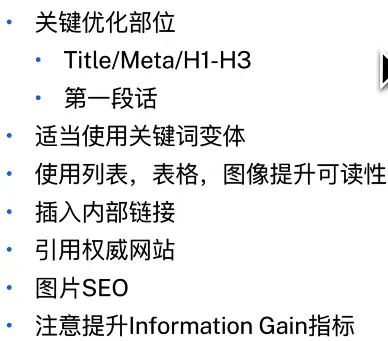 关键优化部位
Title/Meta/H1-H3
第一段话
适当使用关键词变体
使用列表，表格，图像提升可读性
插入内部链接
引用权威网站
图片SEO
注意提升Information Gain指标